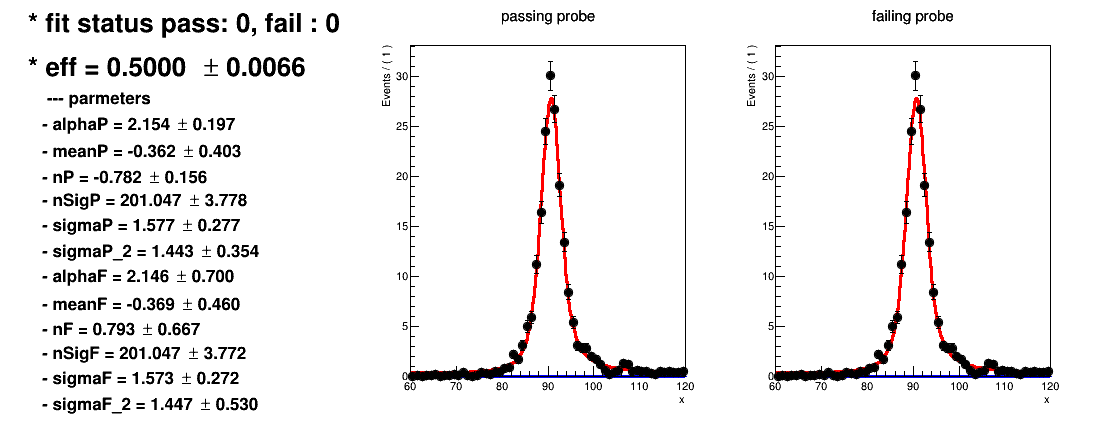 * fit status pass: 0, fail : 0
* eff = 0.5000 ± 0.0066
--- parmeters
- alphaP = 2.154 ± 0.197
- meanP = -0.362 ± 0.403
- nP = -0.782 ± 0.156
- nSigP = 201.047 ± 3.778
- sigmaP = 1.577 ± 0.277
- sigmaP_2 = 1.443 ± 0.354
- alphaF = 2.146 ± 0.700
- meanF = -0.369 ± 0.460
- nF = 0.793 ± 0.667
- nSigF = 201.047 ± 3.772
- sigmaF = 1.573 ± 0.272
- sigmaF_2 = 1.447 ± 0.530
passing probe
Events / ( 1 )
30
25
20
15
10
5
0
60 70 80 90 100 110 120
x
failing probe
Events / ( 1 )
30
25
20
15
10
5
0
60 70 80 90 100 110 120
x